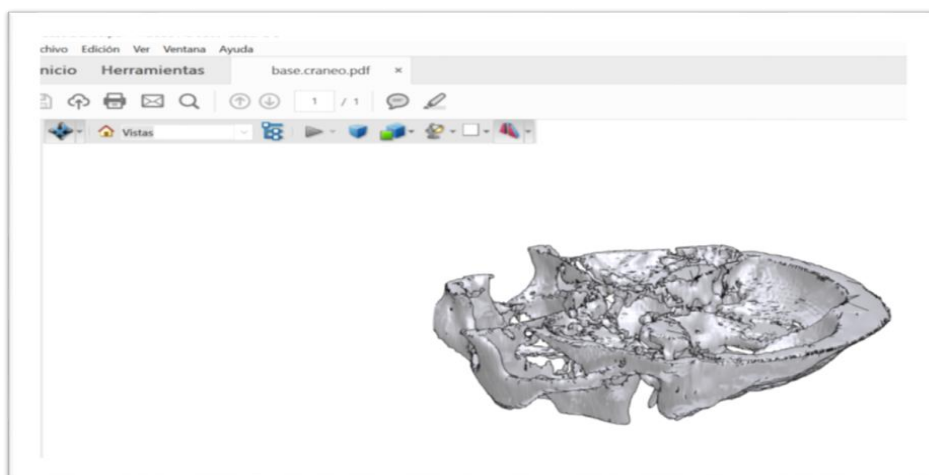 chivo Edición Ver Ventana Ayuda
nicio Herramientas base.craneo.pdf ×
1 / 1
Vistas